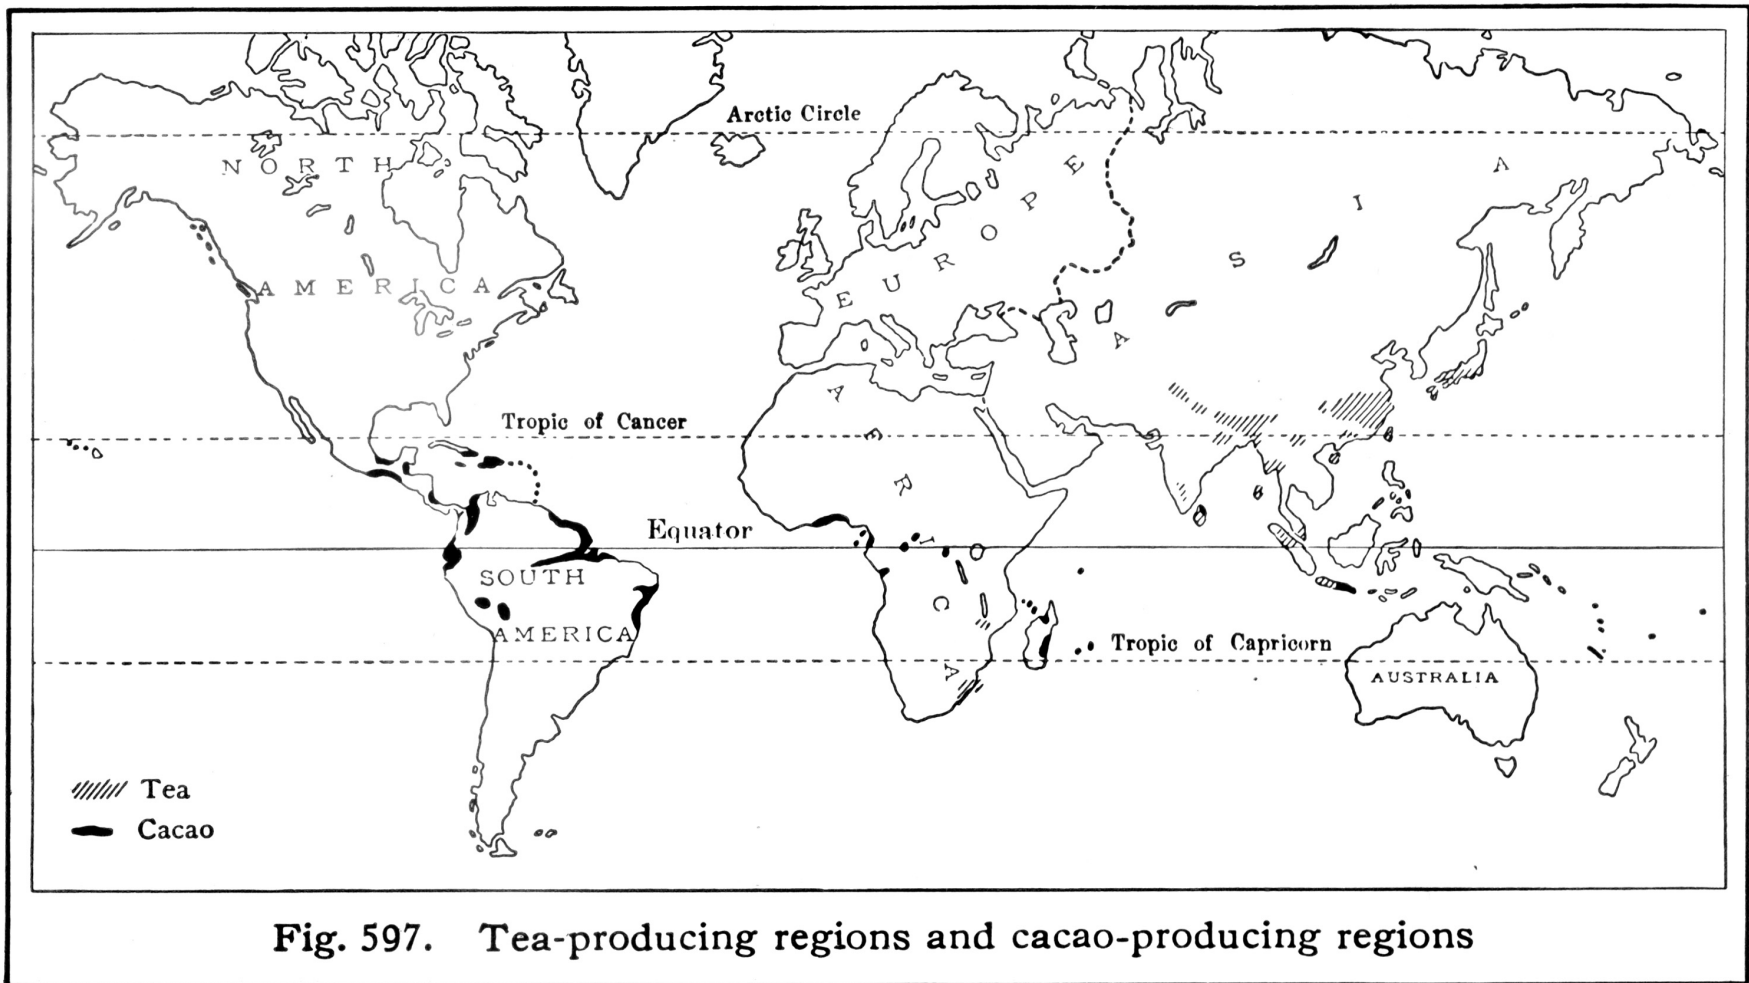 Arctic Circle
NORTH
AMERICA
EUROPE
ASIA
Tropic of Cancer
AFRICA
Equator
SOUTH
AMERICA
Tropic of Capricorn
AUSTRALIA
Tea
Cacao
Fig. 597. Tea-producing regions and cacao-producing regions